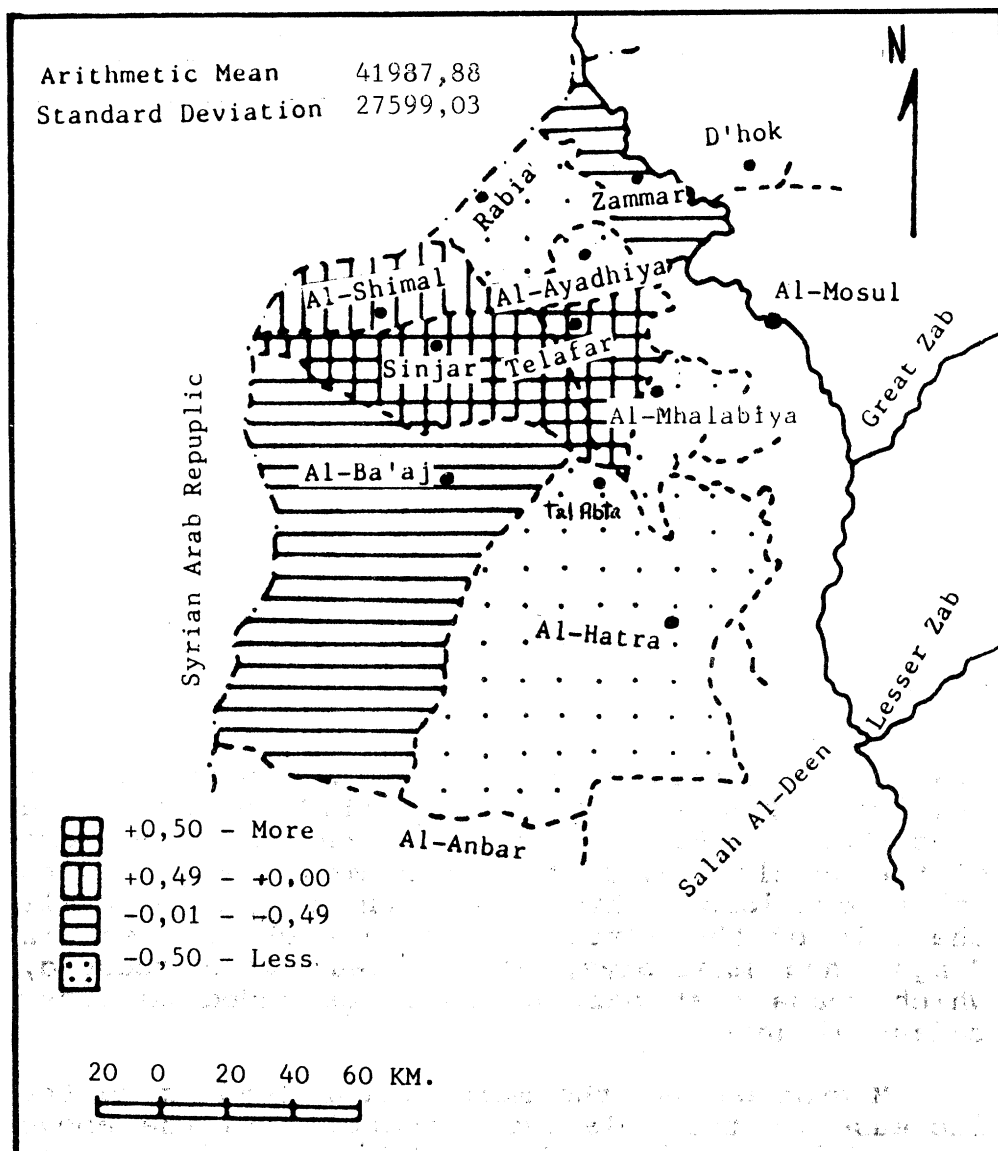 Arithmetic Mean 41987,88
Standard Deviation 27599,03
N
D'hok
Rabia'
Zammar
Al-Shimal
Al-Ayadhiya
Al-Mosul
Sinjar
Telafar
Great Zab
Al-Mhalabiya
Syrian Arab Repuplic
Al-Ba'aj
Tal Abta
Al-Hatra
Lesser Zab
Salah Al-Deen
Al-Anbar
+0,50 - More
+0,49 - +0,00
-0,01 - -0,49
-0,50 - Less
20 0 20 40 60 KM.